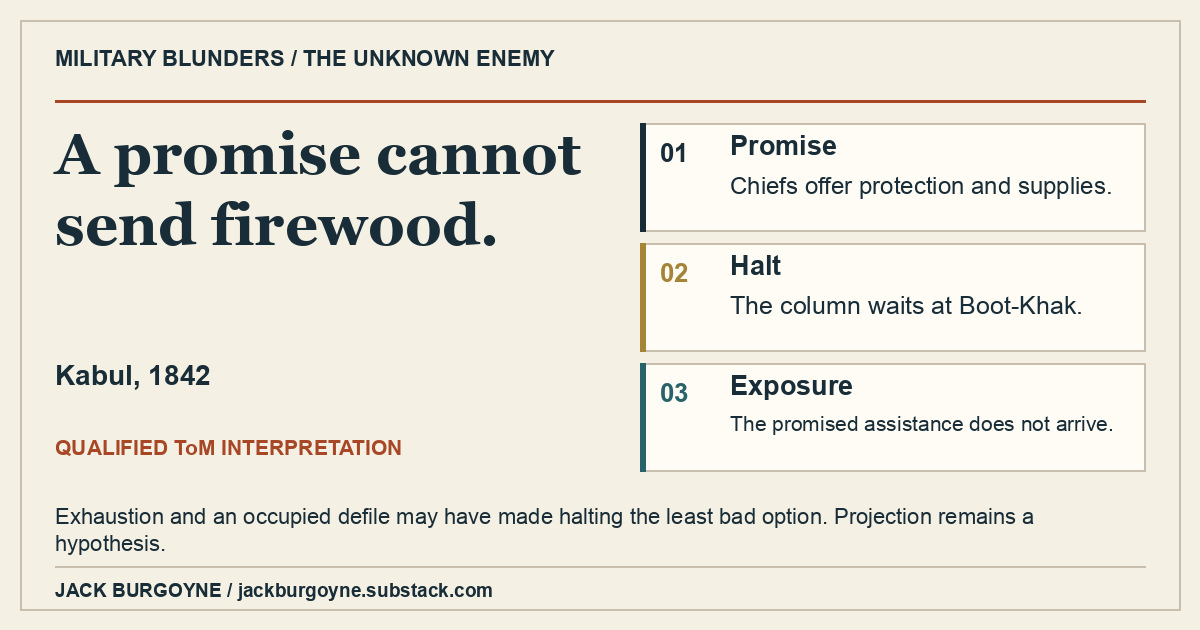 MILITARY BLUNDERS / THE UNKNOWN ENEMY
A promise cannot
send firewood.
Kabul, 1842
QUALIFIED ToM INTERPRETATION
01
Promise
Chiefs offer protection and supplies.
02
Halt
The column waits at Boot-Khak.
03
Exposure
The promised assistance does not arrive.
Exhaustion and an occupied defile may have made halting the least bad option. Projection remains a
hypothesis.
JACK BURGOYNE / jackburgoyne.substack.com